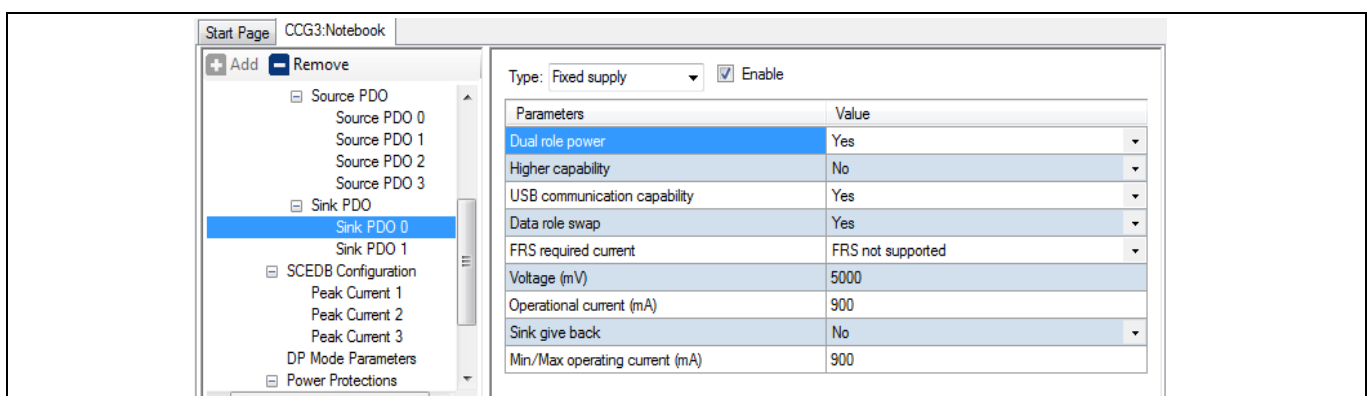 Start Page CCG3:Notebook
Add Remove
Source PDO
Source PDO 0
Source PDO 1
Source PDO 2
Source PDO 3
Sink PDO
Sink PDO 0
Sink PDO 1
SCEDB Configuration
Peak Current 1
Peak Current 2
Peak Current 3
DP Mode Parameters
Power Protections
Type: Fixed supply Enable
Parameters Value
Dual role power Yes
Higher capability No
USB communication capability Yes
Data role swap Yes
FRS required current FRS not supported
Voltage (mV) 5000
Operational current (mA) 900
Sink give back No
Min/Max operating current (mA) 900